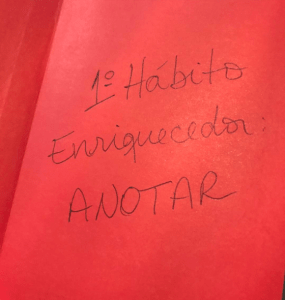 1º Hábito
Enriquecedor:
ANOTAR